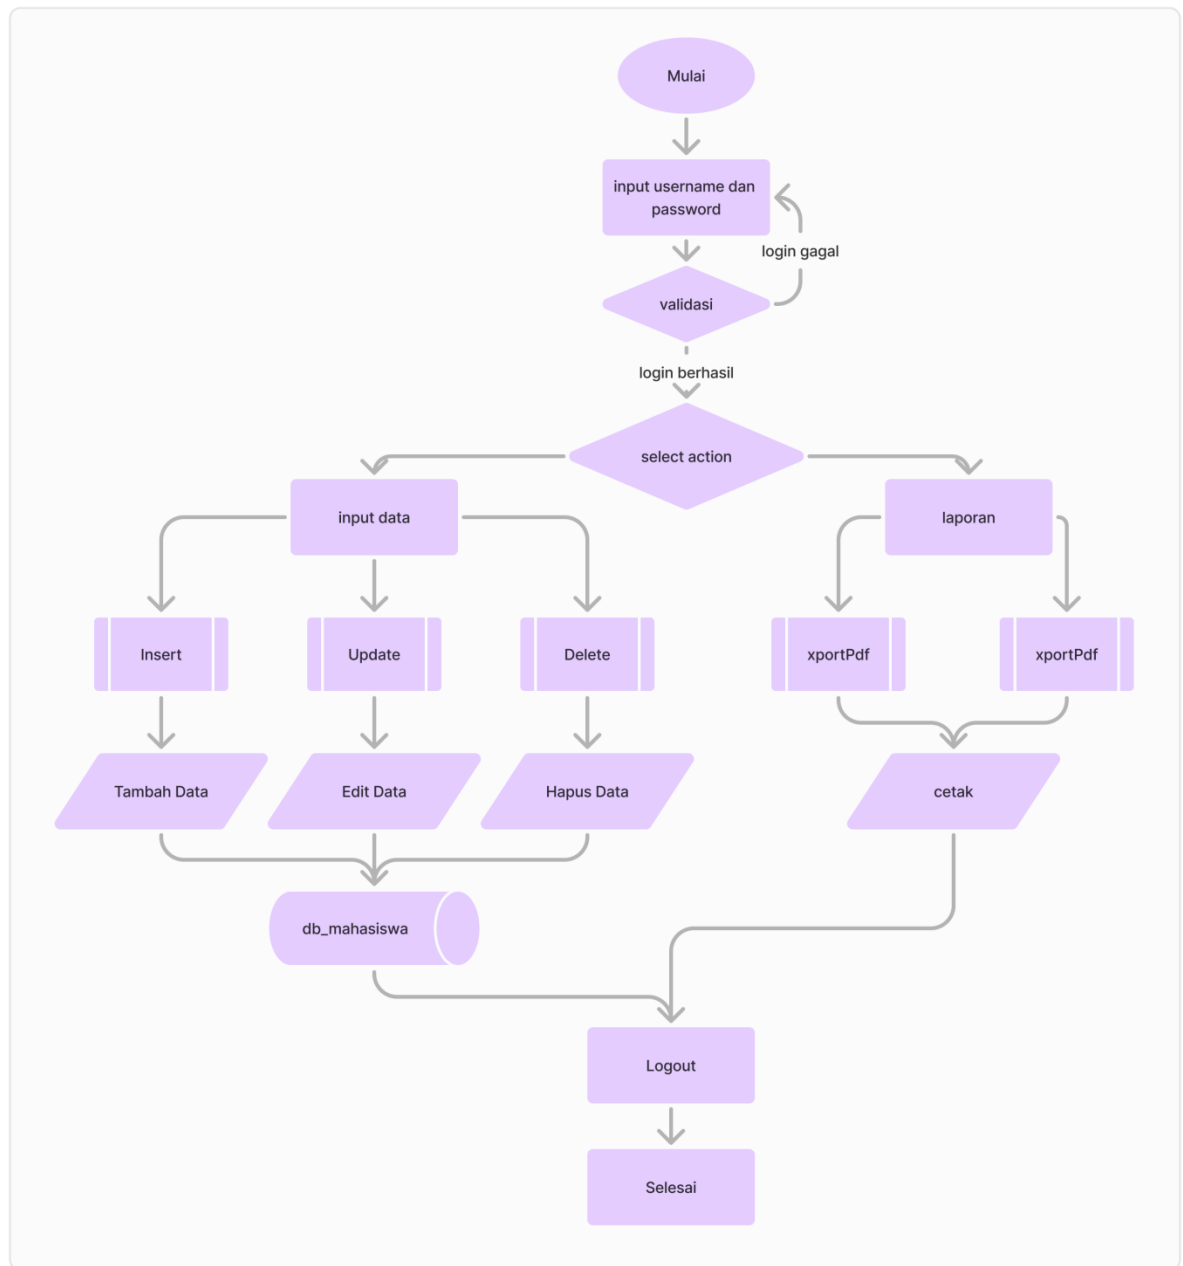 Mulai
input username dan
password
login gagal
validasi
login berhasil
select action
input data
laporan
Insert
Update
Delete
xportPdf
xportPdf
Tambah Data
Edit Data
Hapus Data
cetak
db_mahasiswa
Logout
Selesai